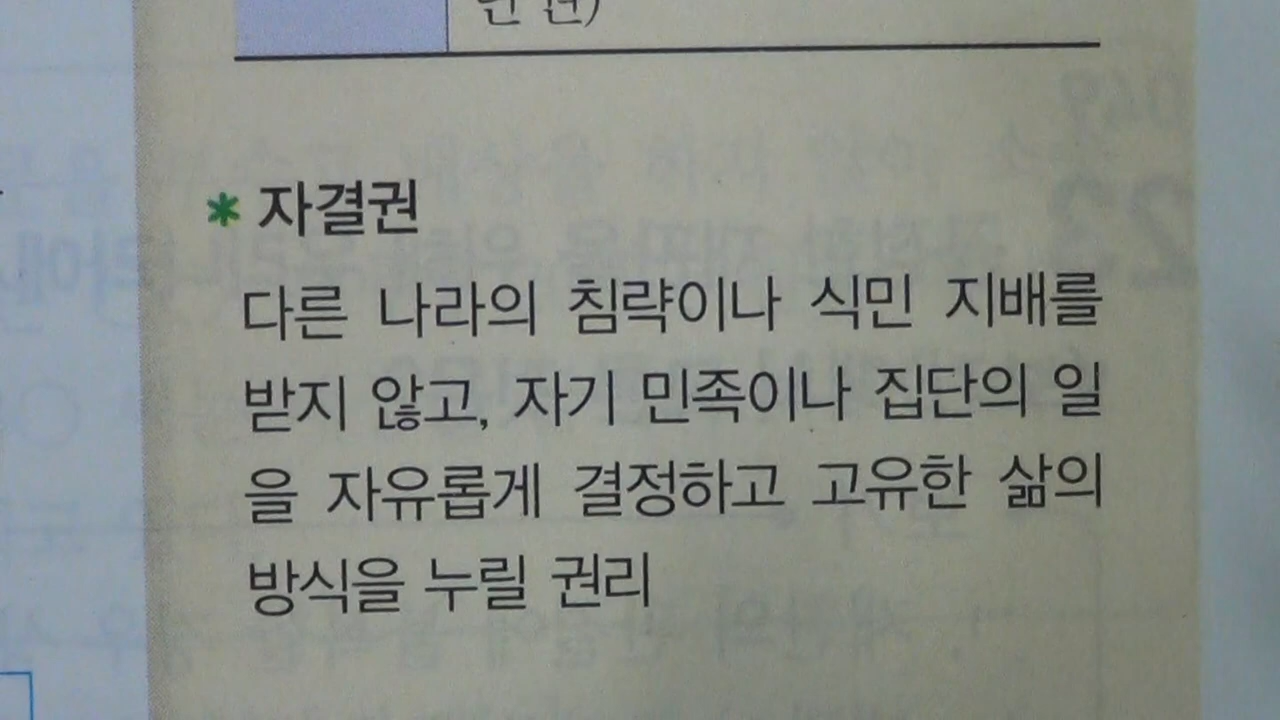 * 자결권
다른 나라의 침략이나 식민 지배를
받지 않고, 자기 민족이나 집단의 일
을 자유롭게 결정하고 고유한 삶의
방식을 누릴 권리